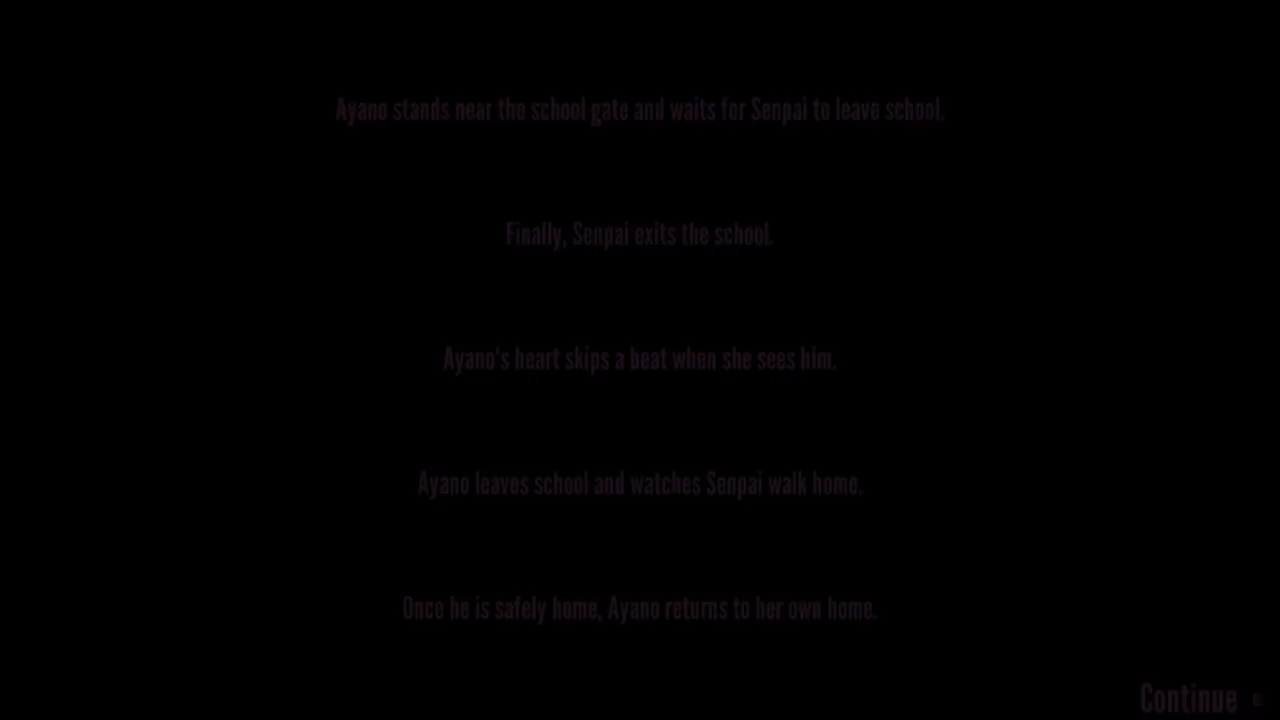 Ayano stands near the school gate and waits for Senpai to leave school.
Finally, Senpai exits the school.
Ayano's heart skips a beat when she sees him.
Ayano leaves school and watches Senpai walk home.
Once he is safely home, Ayano returns to her own home.
Continue